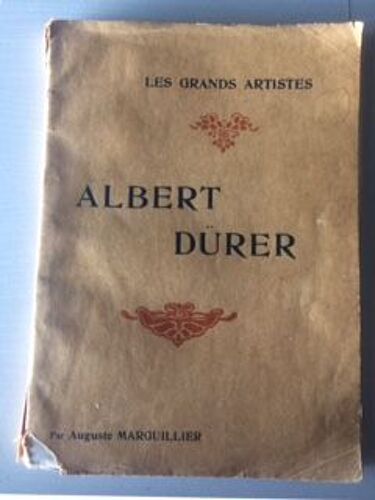 LES GRANDS ARTISTES
ALBERT
DÜRER
Par Auguste MARGUILLIER